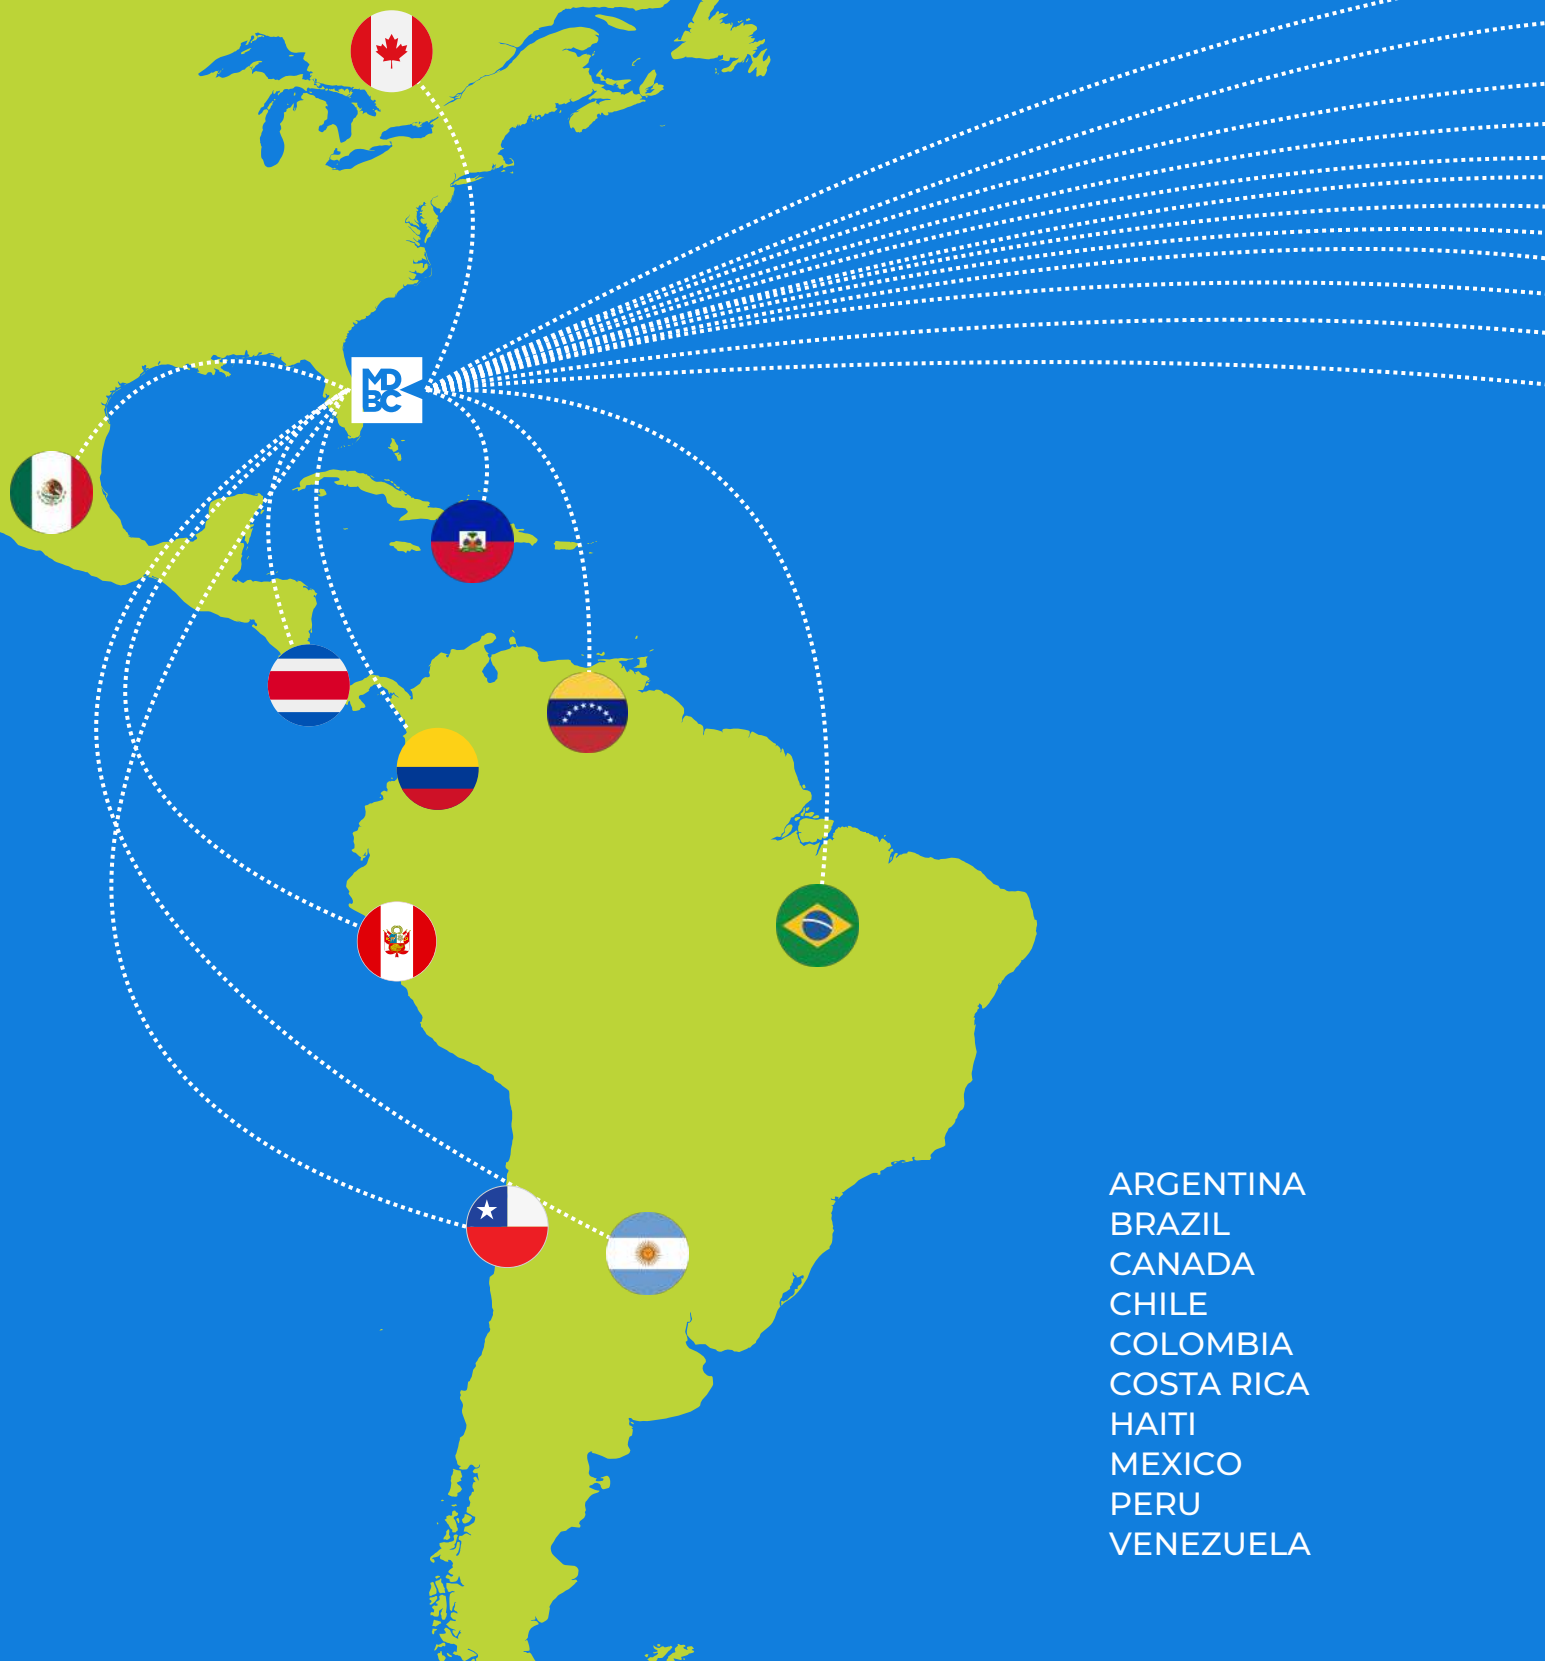 MD
BC
ARGENTINA
BRAZIL
CANADA
CHILE
COLOMBIA
COSTA RICA
HAITI
MEXICO
PERU
VENEZUELA